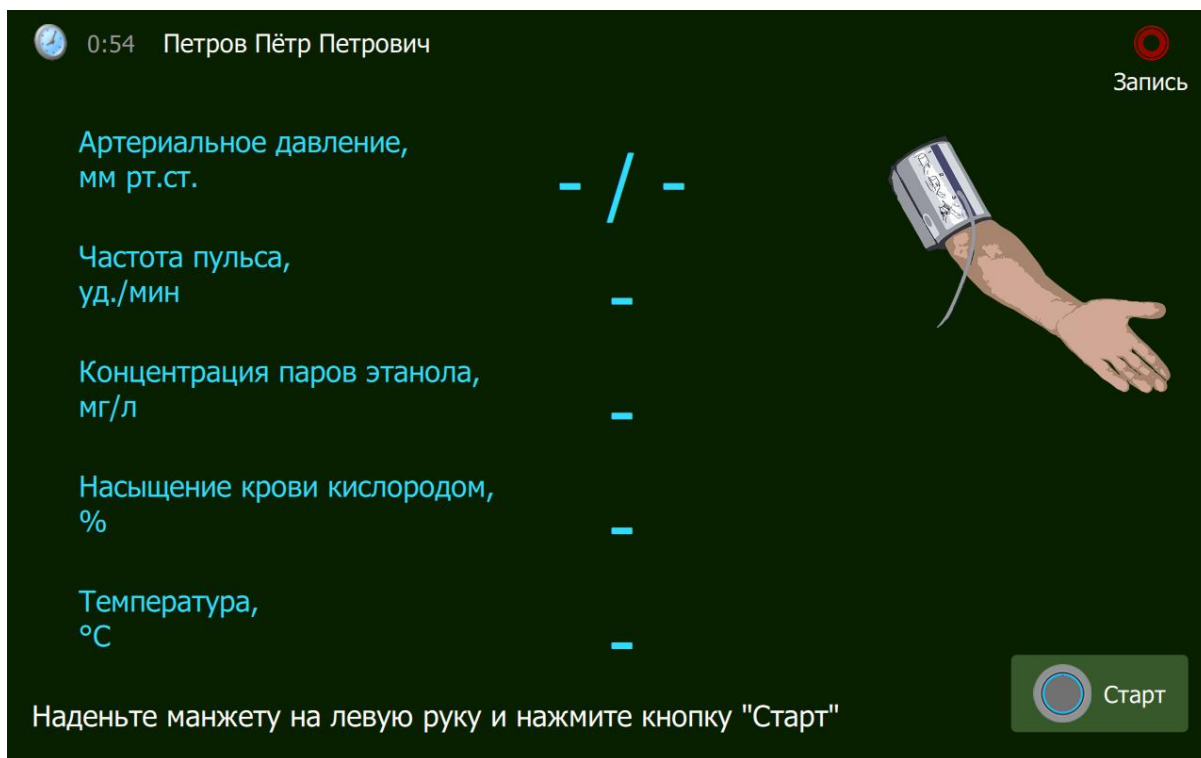 0:54 Петров Пётр Петрович
Запись
Артериальное давление,
мм рт.ст.
- / -
Частота пульса,
уд./мин
-
Концентрация паров этанола,
мг/л
-
Насыщение крови кислородом,
%
-
Температура,
°C
-
Наденьте манжету на левую руку и нажмите кнопку "Старт"
Старт